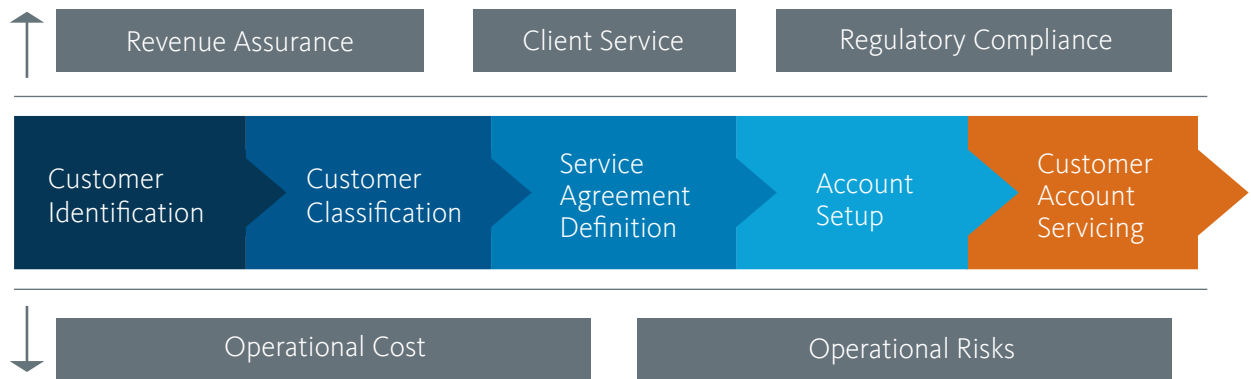 Revenue Assurance
Client Service
Regulatory Compliance
Customer
Identification
Customer
Classification
Service
Agreement
Definition
Account
Setup
Customer
Account
Servicing
Operational Cost
Operational Risks